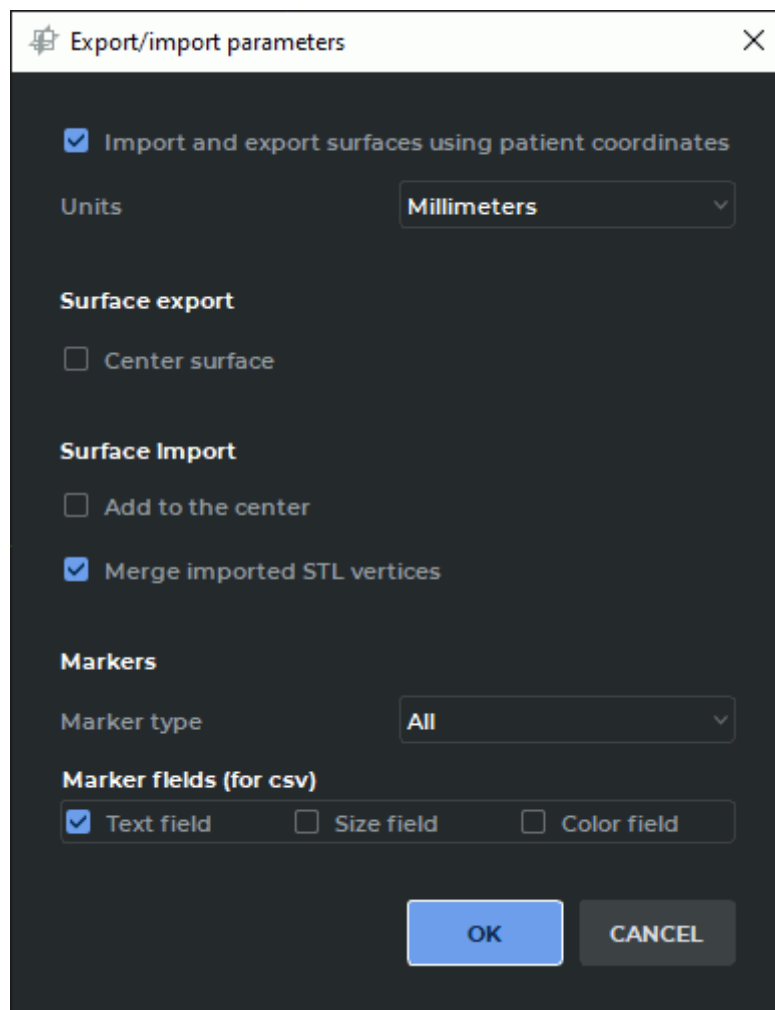 Export/import parameters
Import and export surfaces using patient coordinates
Units Millimeters
Surface export
Center surface
Surface Import
Add to the center
Merge imported STL vertices
Markers
Marker type All
Marker fields (for csv)
Text field Size field Color field
OK CANCEL